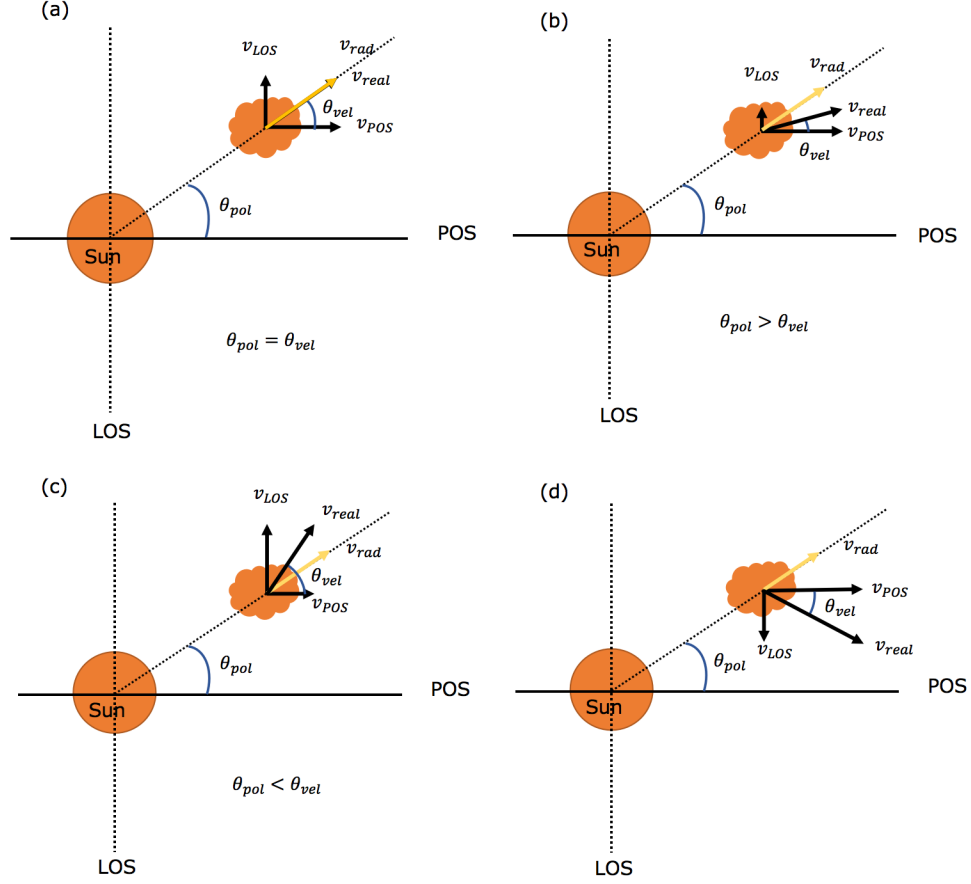 (a)
v_LOS
v_rad
v_real
θ_vel
v_POS
θ_pol
Sun
POS
θ_pol = θ_vel
LOS
(b)
v_LOS
v_rad
v_real
v_POS
θ_vel
θ_pol
Sun
POS
θ_pol > θ_vel
LOS
(c)
v_LOS
v_real
v_rad
θ_vel
v_POS
θ_pol
Sun
POS
θ_pol < θ_vel
LOS
(d)
v_rad
v_POS
θ_vel
v_LOS
v_real
θ_pol
Sun
POS
LOS